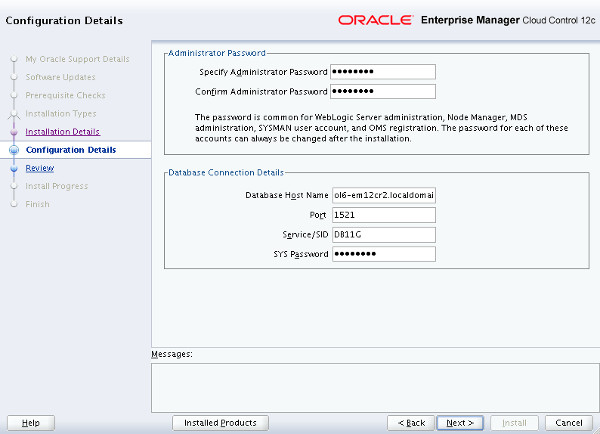 Configuration Details
ORACLE Enterprise Manager Cloud Control 12c
My Oracle Support Details
Software Updates
Prerequisite Checks
Installation Types
Installation Details
Configuration Details
Review
Install Progress
Finish
Administrator Password
Specify Administrator Password ••••••••
Confirm Administrator Password ••••••••
The password is common for WebLogic Server administration, Node Manager, MDS
administration, SYSMAN user account, and OMS registration. The password for each of these
accounts can always be changed after the installation.
Database Connection Details
Database Host Name ol6-em12cr2.localdomai
Port 1521
Service/SID DB11G
SYS Password ••••••••
Messages:
Help Installed Products < Back Next > Install Cancel